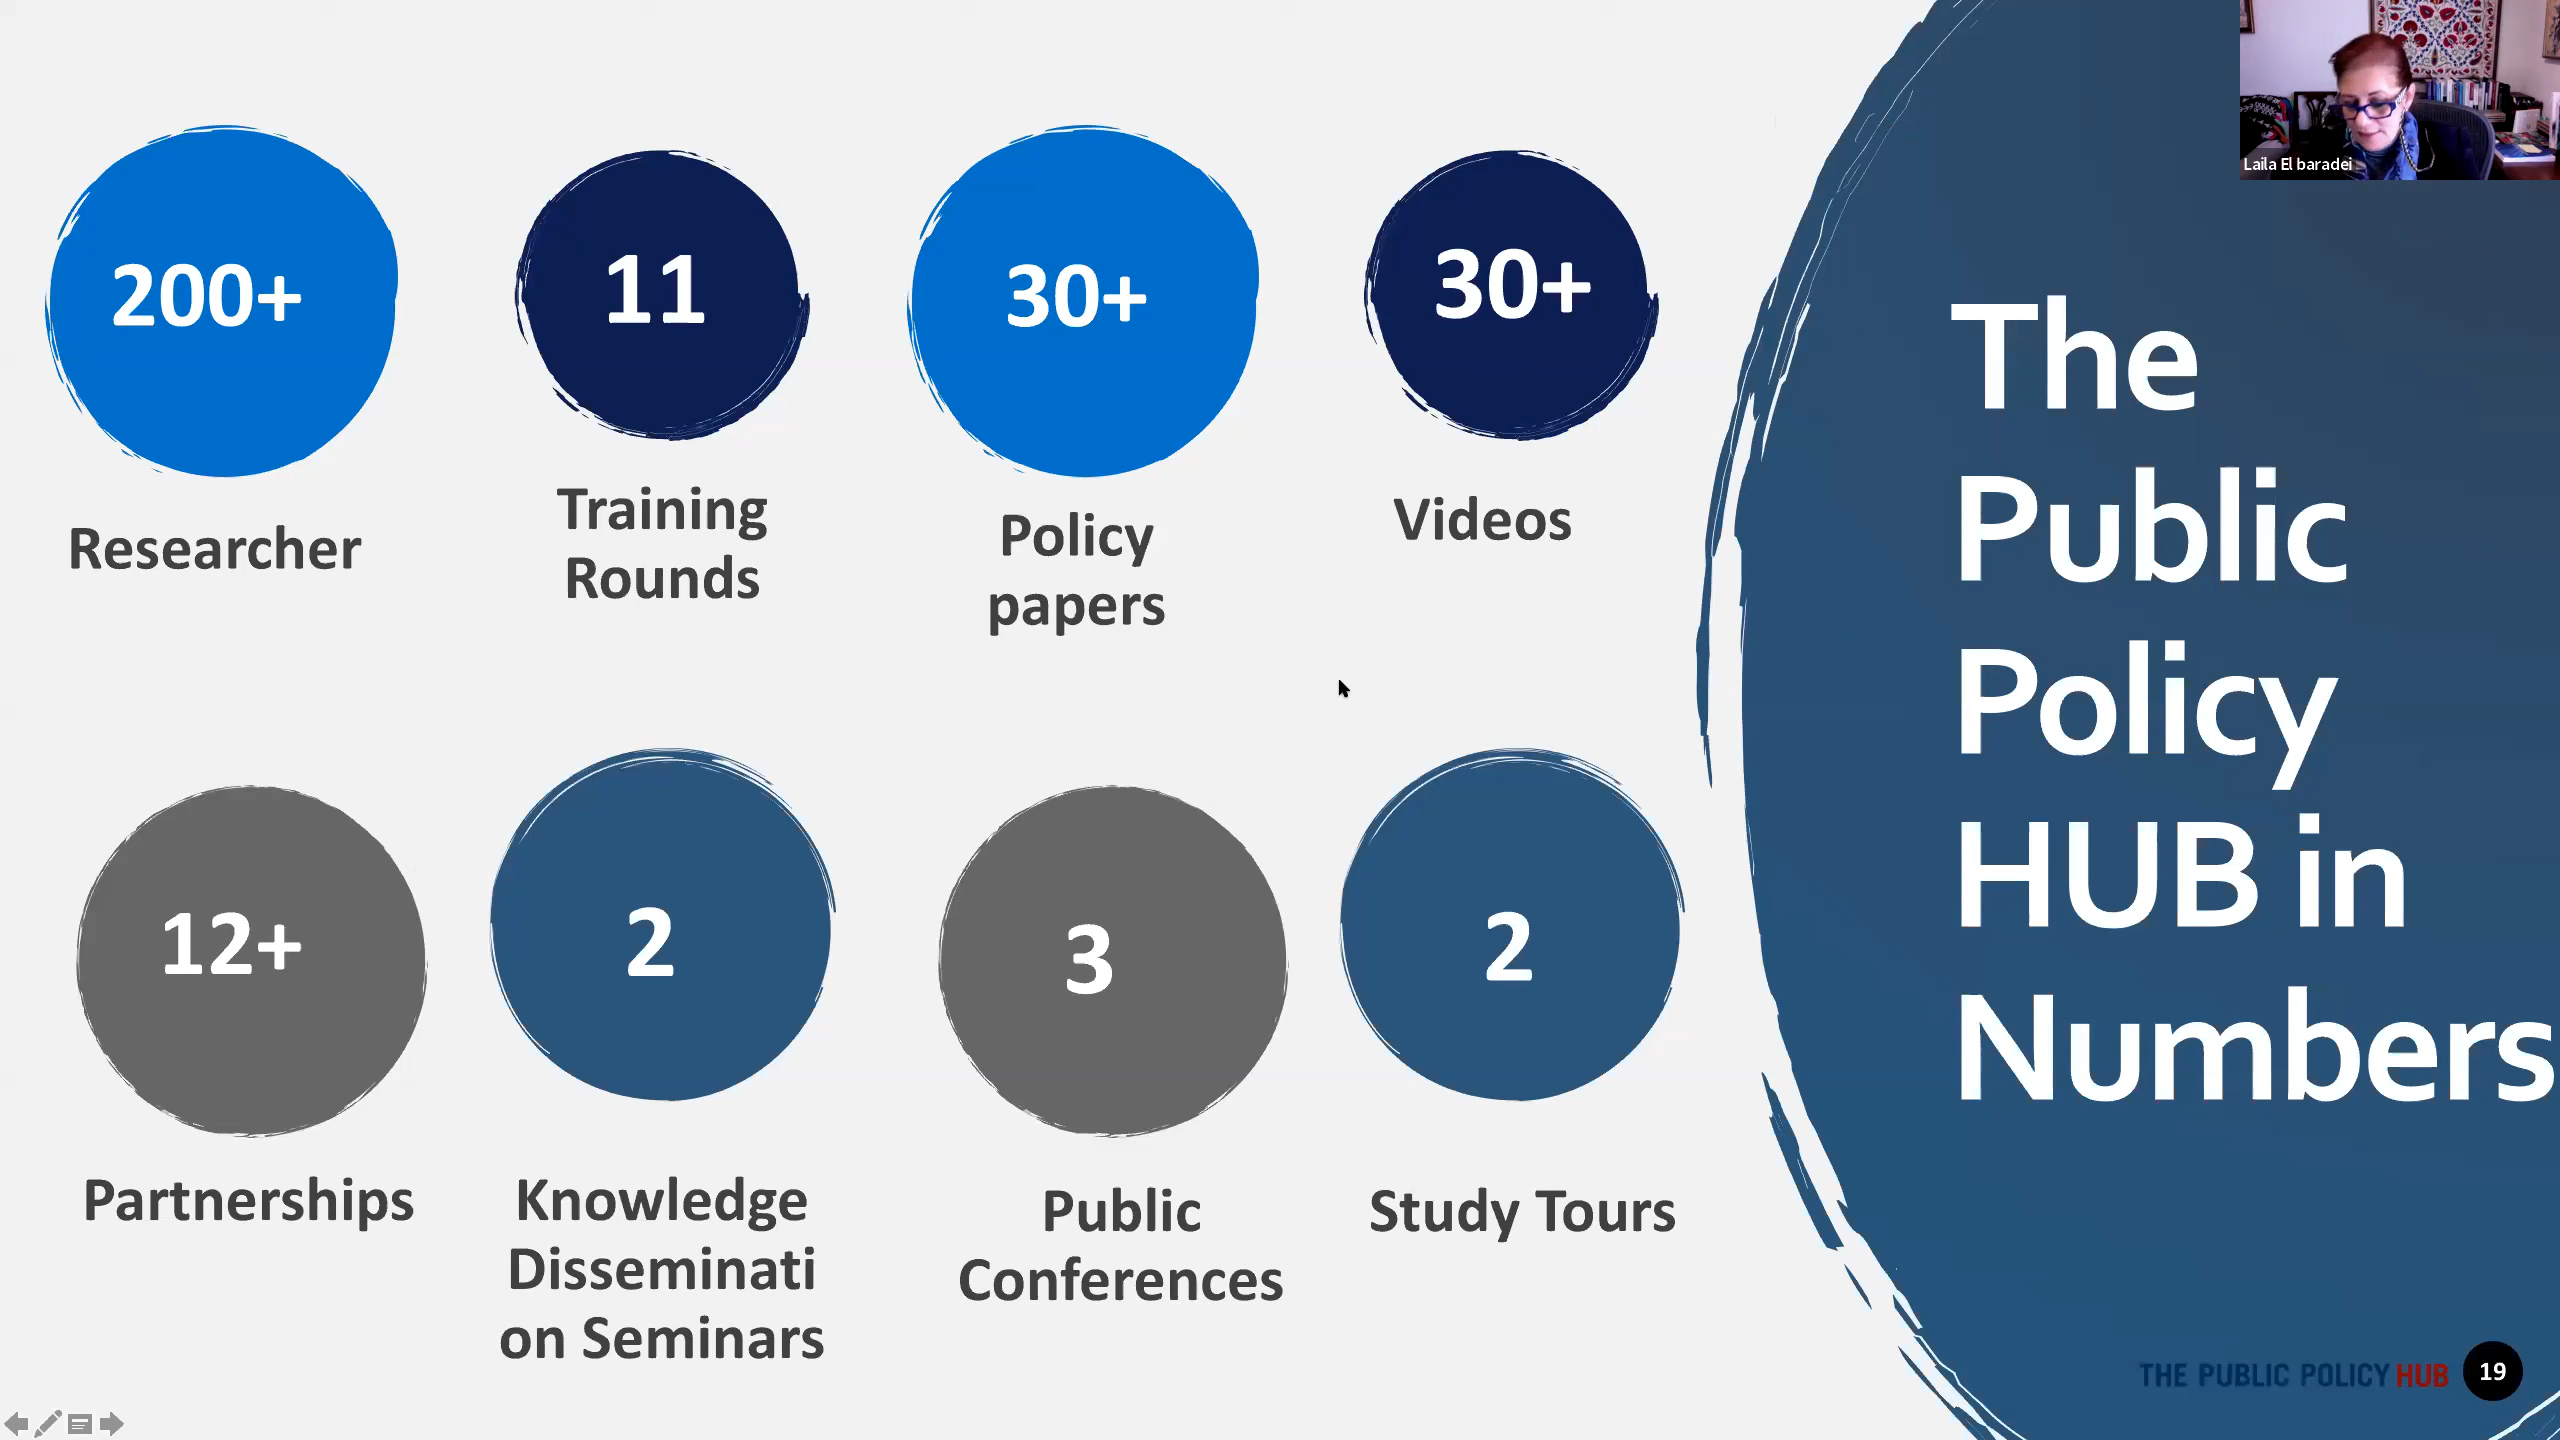 200+
11
30+
30+
Researcher
Training
Rounds
Policy
papers
Videos
12+
2
3
2
Partnerships
Knowledge
Disseminati
on Seminars
Public
Conferences
Study Tours
The
Public
Policy
HUB in
Numbers
Laila El baradei
THE PUBLIC POLICY HUB
19